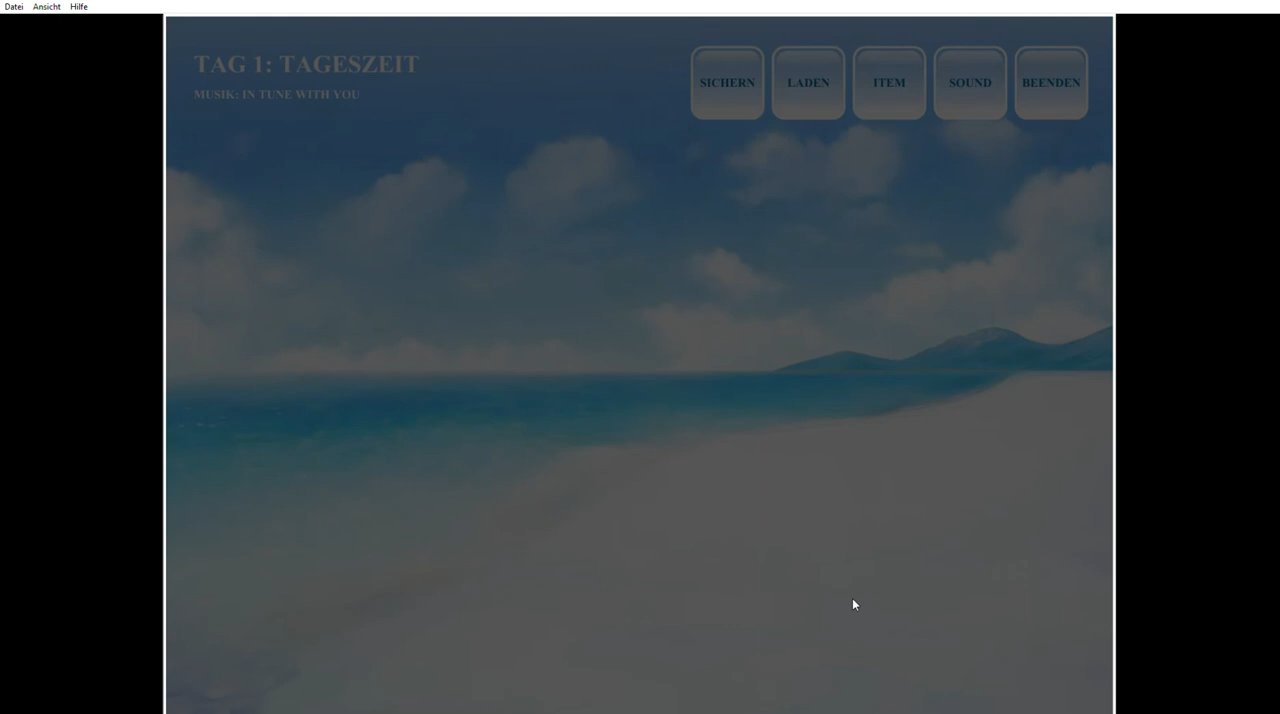 Datei Ansicht Hilfe
TAG 1: TAGESZEIT
MUSIK: IN TUNE WITH YOU
SICHERN LADEN ITEM SOUND BEENDEN